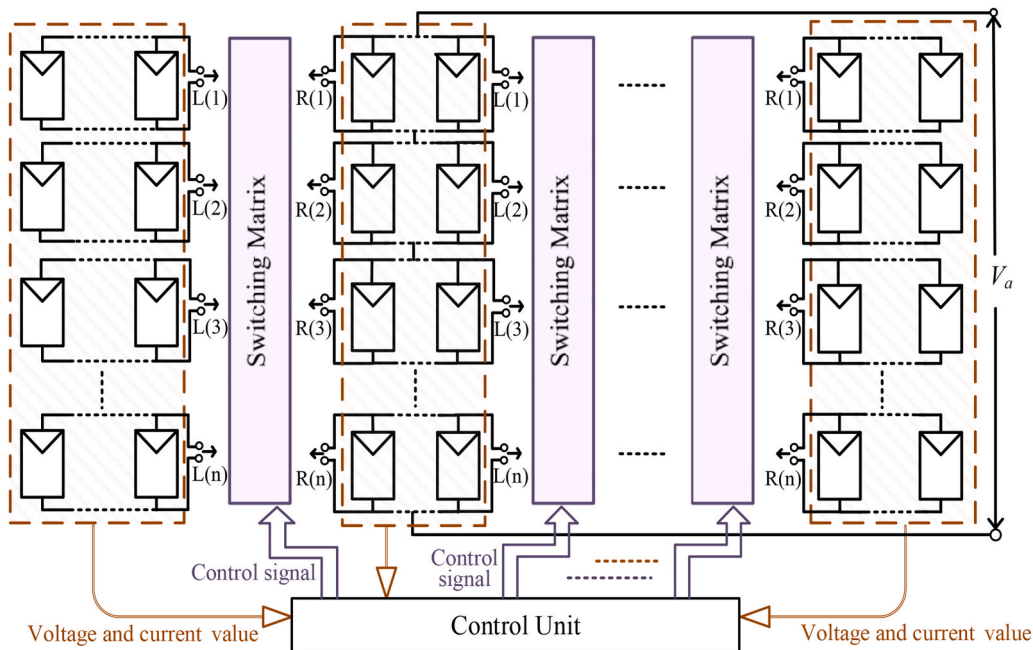 L(1)
L(2)
L(3)
L(n)
Switching Matrix
R(1)
R(2)
R(3)
R(n)
L(1)
L(2)
L(3)
L(n)
Switching Matrix
Switching Matrix
R(1)
R(2)
R(3)
R(n)
Va
Control signal
Control
signal
Voltage and current value
Control Unit
Voltage and current value